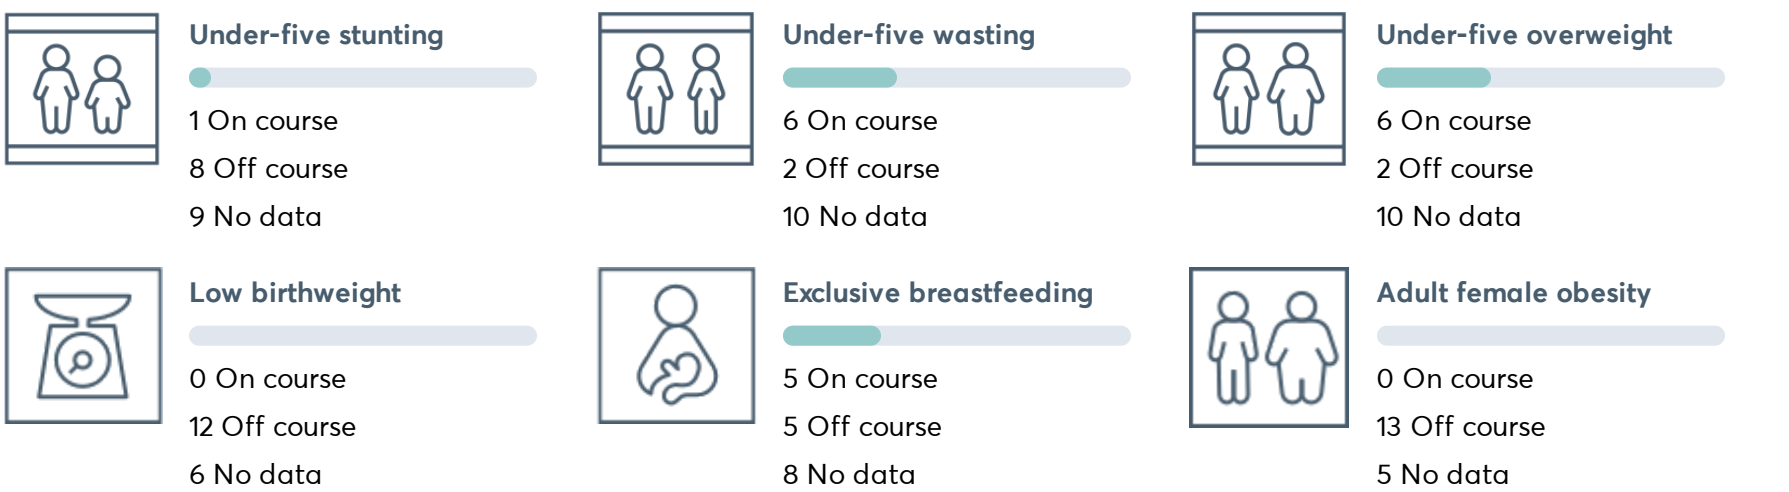 Under-five stunting
1 On course
8 Off course
9 No data
Under-five wasting
6 On course
2 Off course
10 No data
Under-five overweight
6 On course
2 Off course
10 No data
Low birthweight
0 On course
12 Off course
6 No data
Exclusive breastfeeding
5 On course
5 Off course
8 No data
Adult female obesity
0 On course
13 Off course
5 No data